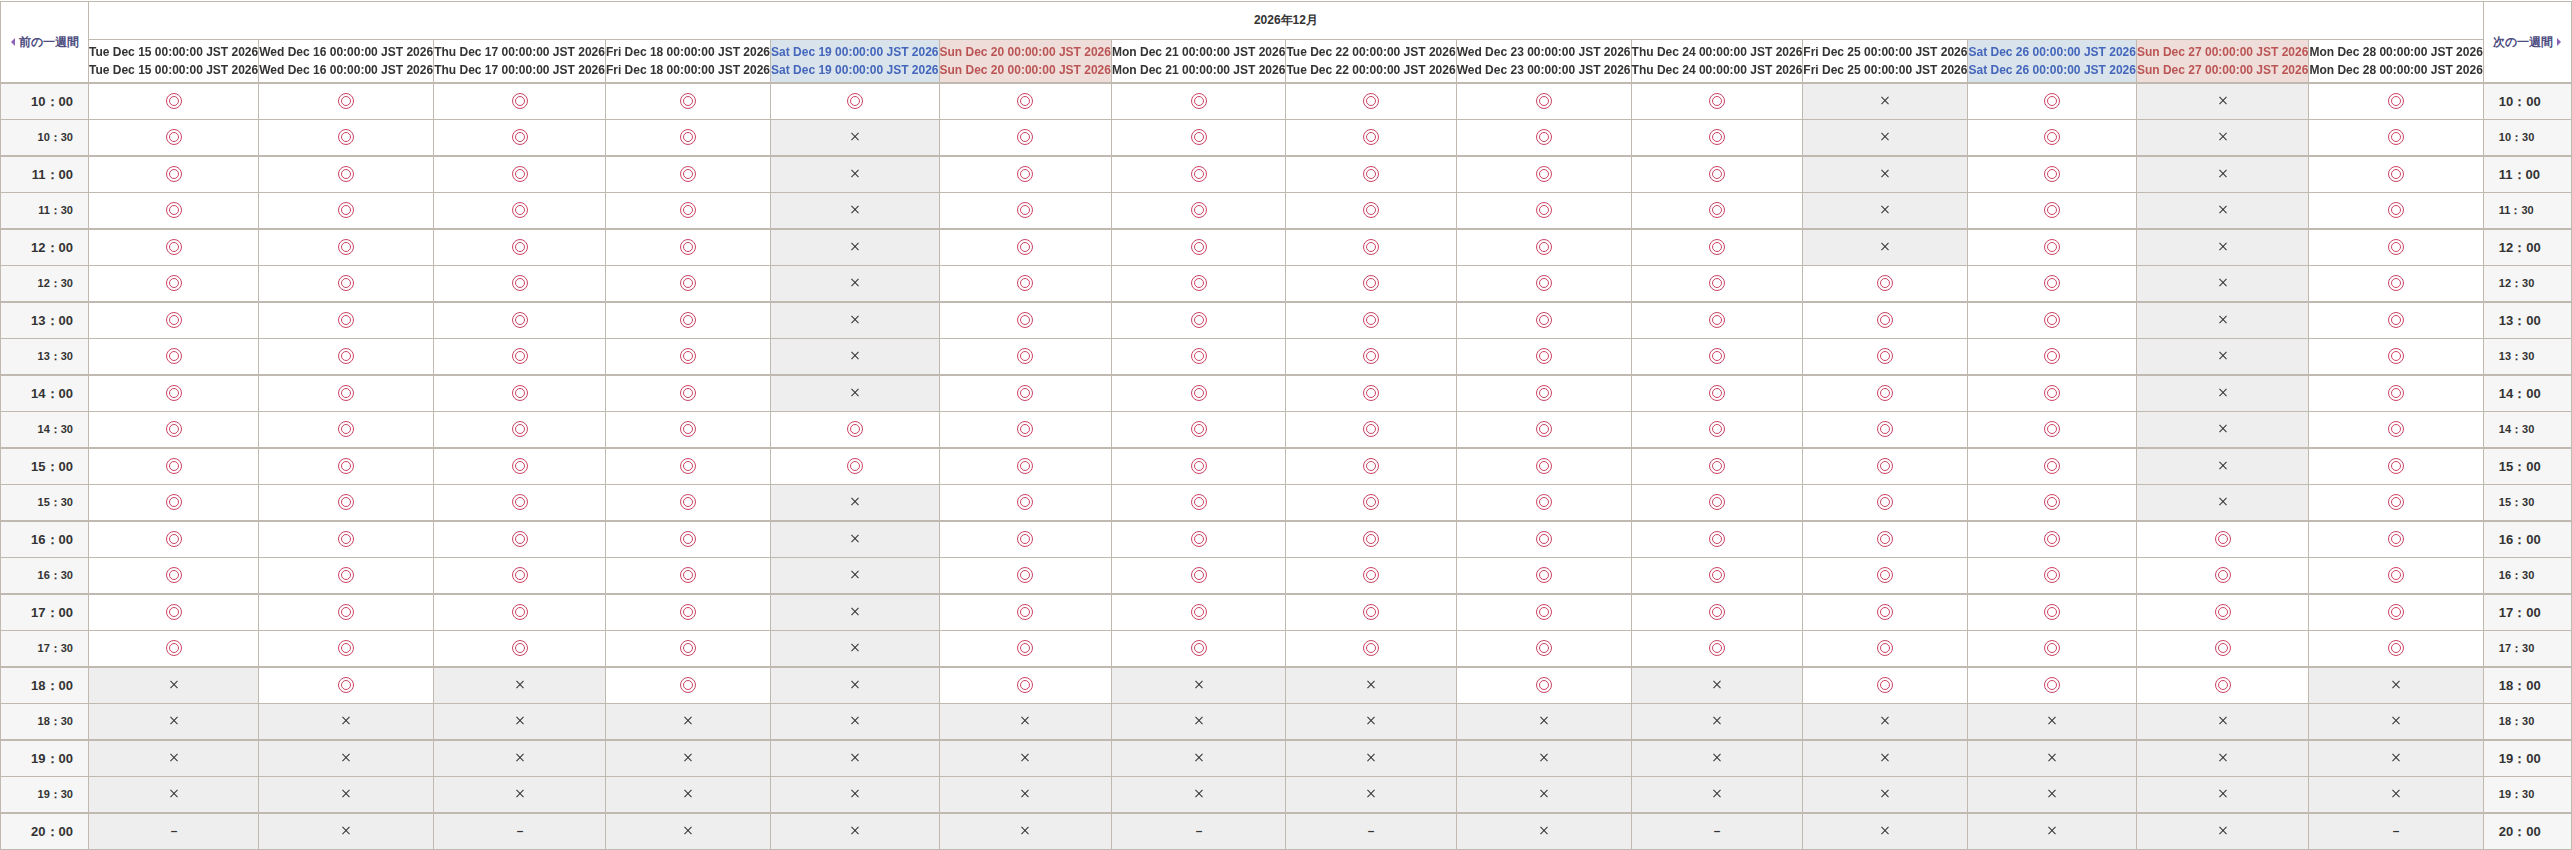 前の一週間 2026年12月 次の一週間
Tue Dec 15 00:00:00 JST 2026 Wed Dec 16 00:00:00 JST 2026 Thu Dec 17 00:00:00 JST 2026 Fri Dec 18 00:00:00 JST 2026 Sat Dec 19 00:00:00 JST 2026 Sun Dec 20 00:00:00 JST 2026 Mon Dec 21 00:00:00 JST 2026 Tue Dec 22 00:00:00 JST 2026 Wed Dec 23 00:00:00 JST 2026 Thu Dec 24 00:00:00 JST 2026 Fri Dec 25 00:00:00 JST 2026 Sat Dec 26 00:00:00 JST 2026 Sun Dec 27 00:00:00 JST 2026 Mon Dec 28 00:00:00 JST 2026
Tue Dec 15 00:00:00 JST 2026 Wed Dec 16 00:00:00 JST 2026 Thu Dec 17 00:00:00 JST 2026 Fri Dec 18 00:00:00 JST 2026 Sat Dec 19 00:00:00 JST 2026 Sun Dec 20 00:00:00 JST 2026 Mon Dec 21 00:00:00 JST 2026 Tue Dec 22 00:00:00 JST 2026 Wed Dec 23 00:00:00 JST 2026 Thu Dec 24 00:00:00 JST 2026 Fri Dec 25 00:00:00 JST 2026 Sat Dec 26 00:00:00 JST 2026 Sun Dec 27 00:00:00 JST 2026 Mon Dec 28 00:00:00 JST 2026
10：00 ◎ ◎ ◎ ◎ ◎ ◎ ◎ ◎ ◎ ◎ × ◎ × ◎ 10：00
10：30 ◎ ◎ ◎ ◎ × ◎ ◎ ◎ ◎ ◎ × ◎ × ◎ 10：30
11：00 ◎ ◎ ◎ ◎ × ◎ ◎ ◎ ◎ ◎ × ◎ × ◎ 11：00
11：30 ◎ ◎ ◎ ◎ × ◎ ◎ ◎ ◎ ◎ × ◎ × ◎ 11：30
12：00 ◎ ◎ ◎ ◎ × ◎ ◎ ◎ ◎ ◎ × ◎ × ◎ 12：00
12：30 ◎ ◎ ◎ ◎ × ◎ ◎ ◎ ◎ ◎ ◎ ◎ × ◎ 12：30
13：00 ◎ ◎ ◎ ◎ × ◎ ◎ ◎ ◎ ◎ ◎ ◎ × ◎ 13：00
13：30 ◎ ◎ ◎ ◎ × ◎ ◎ ◎ ◎ ◎ ◎ ◎ × ◎ 13：30
14：00 ◎ ◎ ◎ ◎ × ◎ ◎ ◎ ◎ ◎ ◎ ◎ × ◎ 14：00
14：30 ◎ ◎ ◎ ◎ ◎ ◎ ◎ ◎ ◎ ◎ ◎ ◎ × ◎ 14：30
15：00 ◎ ◎ ◎ ◎ ◎ ◎ ◎ ◎ ◎ ◎ ◎ ◎ × ◎ 15：00
15：30 ◎ ◎ ◎ ◎ × ◎ ◎ ◎ ◎ ◎ ◎ ◎ × ◎ 15：30
16：00 ◎ ◎ ◎ ◎ × ◎ ◎ ◎ ◎ ◎ ◎ ◎ ◎ ◎ 16：00
16：30 ◎ ◎ ◎ ◎ × ◎ ◎ ◎ ◎ ◎ ◎ ◎ ◎ ◎ 16：30
17：00 ◎ ◎ ◎ ◎ × ◎ ◎ ◎ ◎ ◎ ◎ ◎ ◎ ◎ 17：00
17：30 ◎ ◎ ◎ ◎ × ◎ ◎ ◎ ◎ ◎ ◎ ◎ ◎ ◎ 17：30
18：00 × ◎ × ◎ × ◎ × × ◎ × ◎ ◎ ◎ × 18：00
18：30 × × × × × × × × × × × × × × 18：30
19：00 × × × × × × × × × × × × × × 19：00
19：30 × × × × × × × × × × × × × × 19：30
20：00 － × － × × × － － × － × × × － 20：00